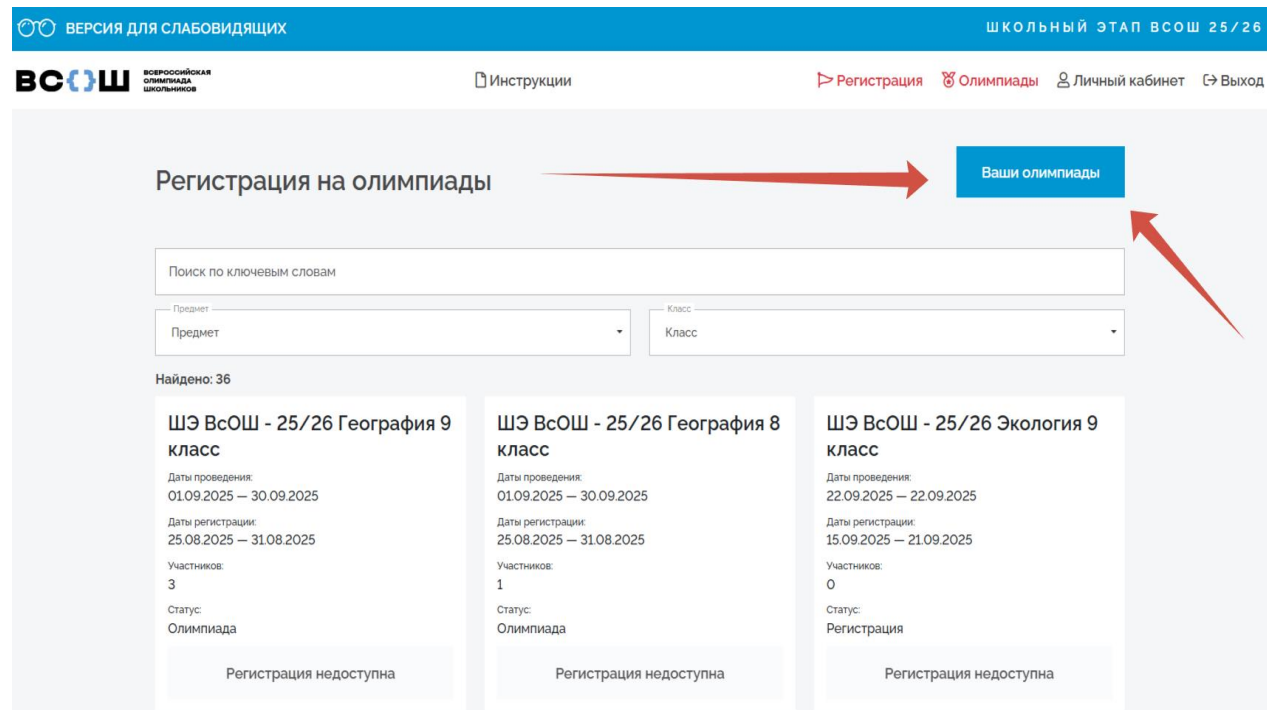 ВЕРСИЯ ДЛЯ СЛАБОВИДЯЩИХ
ШКОЛЬНЫЙ ЭТАП ВСОШ 25/26
ВС{}Ш
ВСЕРОССИЙСКАЯ
ОЛИМПИАДА
ШКОЛЬНИКОВ
Инструкции
Регистрация
Олимпиады
Личный кабинет
Выход
Регистрация на олимпиады
Ваши олимпиады
Поиск по ключевым словам
Предмет
Предмет
Класс
Класс
Найдено: 36
ШЭ ВсОШ - 25/26 География 9
класс
Даты проведения:
01.09.2025 — 30.09.2025
Даты регистрации:
25.08.2025 — 31.08.2025
Участников:
3
Статус:
Олимпиада
Регистрация недоступна
ШЭ ВсОШ - 25/26 География 8
класс
Даты проведения:
01.09.2025 — 30.09.2025
Даты регистрации:
25.08.2025 — 31.08.2025
Участников:
1
Статус:
Олимпиада
Регистрация недоступна
ШЭ ВсОШ - 25/26 Экология 9
класс
Даты проведения:
22.09.2025 — 22.09.2025
Даты регистрации:
15.09.2025 — 21.09.2025
Участников:
0
Статус:
Регистрация
Регистрация недоступна